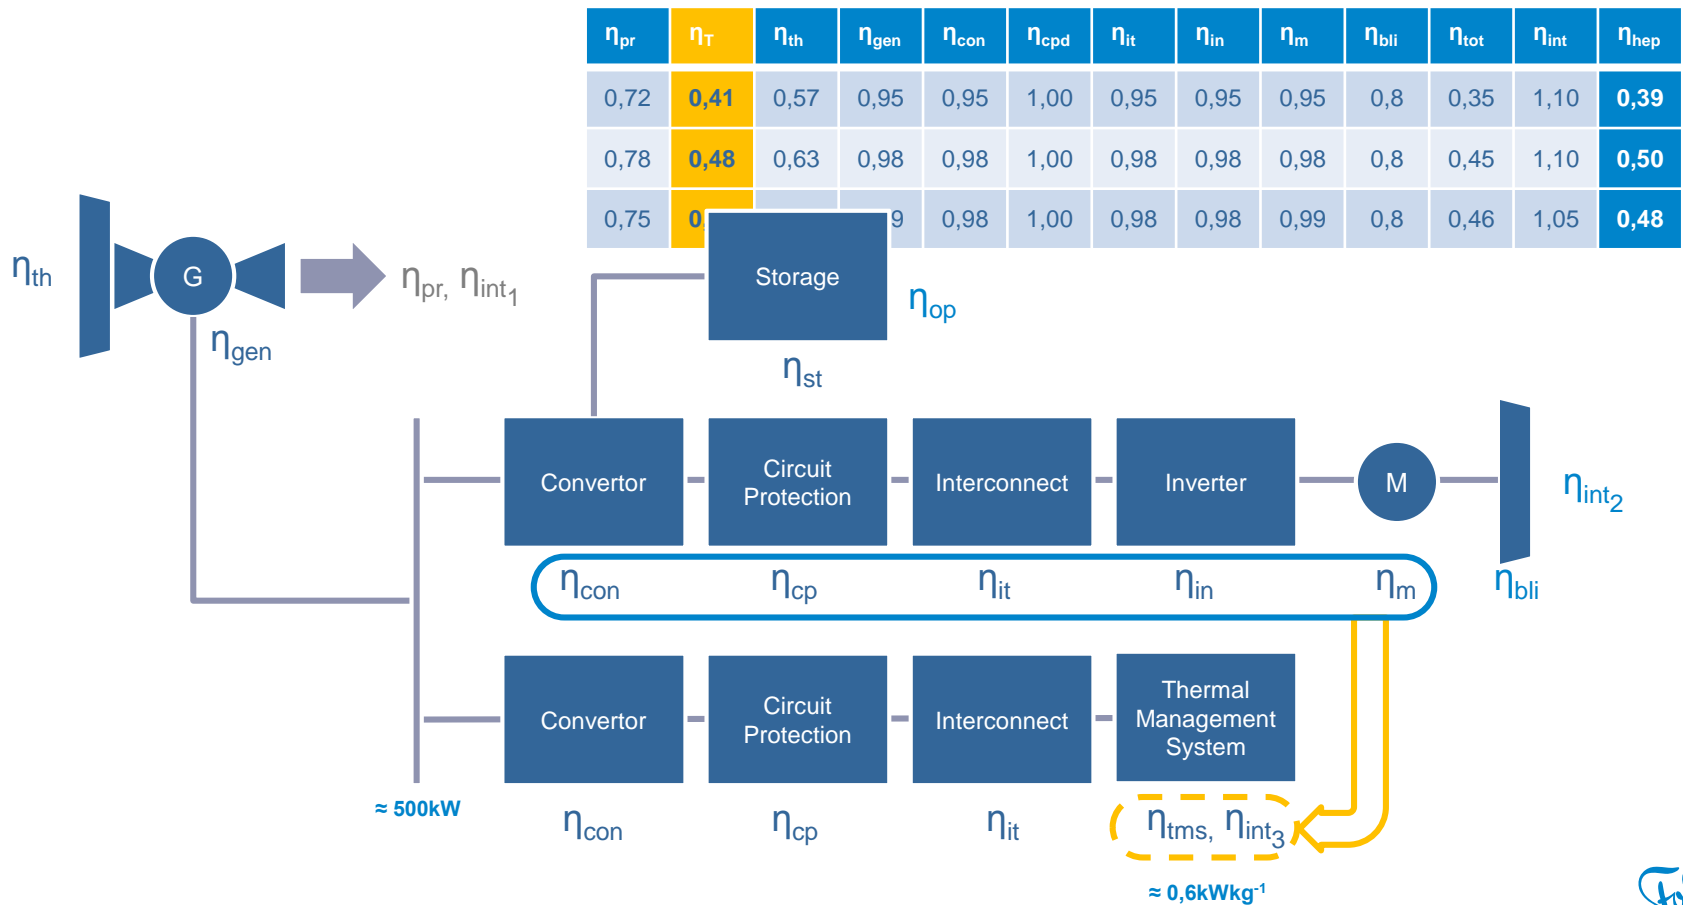 ηpr ηT ηth ηgen ηcon ηcpd ηit ηin ηm ηbli ηtot ηint ηhep
0,72 0,41 0,57 0,95 0,95 1,00 0,95 0,95 0,95 0,8 0,35 1,10 0,39
0,78 0,48 0,63 0,98 0,98 1,00 0,98 0,98 0,98 0,8 0,45 1,10 0,50
0,75 0,98 1,00 0,98 0,98 0,99 0,8 0,46 1,05 0,48
ηth
G
ηpr, ηint1
ηgen
Storage
ηop
ηst
Convertor
Circuit
Protection
Interconnect
Inverter
M
ηint2
ηcon ηcp ηit ηin ηm ηbli
Convertor
Circuit
Protection
Interconnect
Thermal
Management
System
≈ 500kW
ηcon ηcp ηit ηtms, ηint3
≈ 0,6kWkg-1